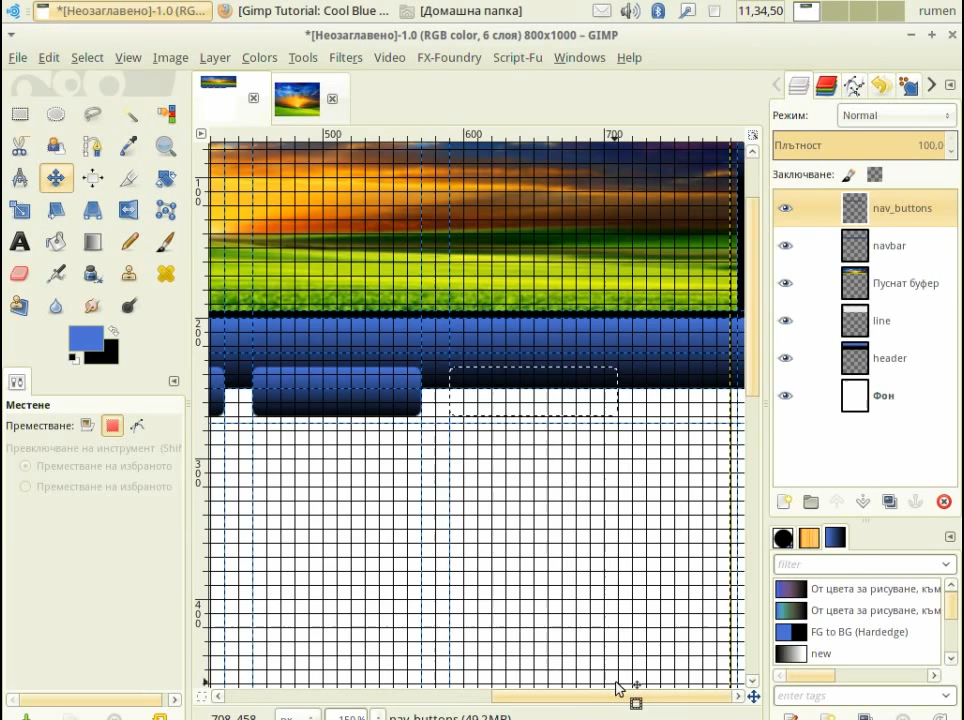 *[Неозаглавено]-1.0 (RG...
[Gimp Tutorial: Cool Blue ...
[Домашна папка]
11,34,50
rumen
*[Неозаглавено]-1.0 (RGB color, 6 слоя) 800x1000 – GIMP
File Edit Select View Image Layer Colors Tools Filters Video FX-Foundry Script-Fu Windows Help
500 600 700
100
200
300
400
Режим: Normal
Плътност 100,0
Заключване:
nav_buttons
navbar
Пуснат буфер
line
header
Фон
Местене
Преместване:
Превключване на инструмент (Shif
Преместване на избраното
Преместване на избраното
filter
От цвета за рисуване, към
От цвета за рисуване, към
FG to BG (Hardedge)
new
enter tags
708, 458 px 150 % nav_buttons (49,2MB)